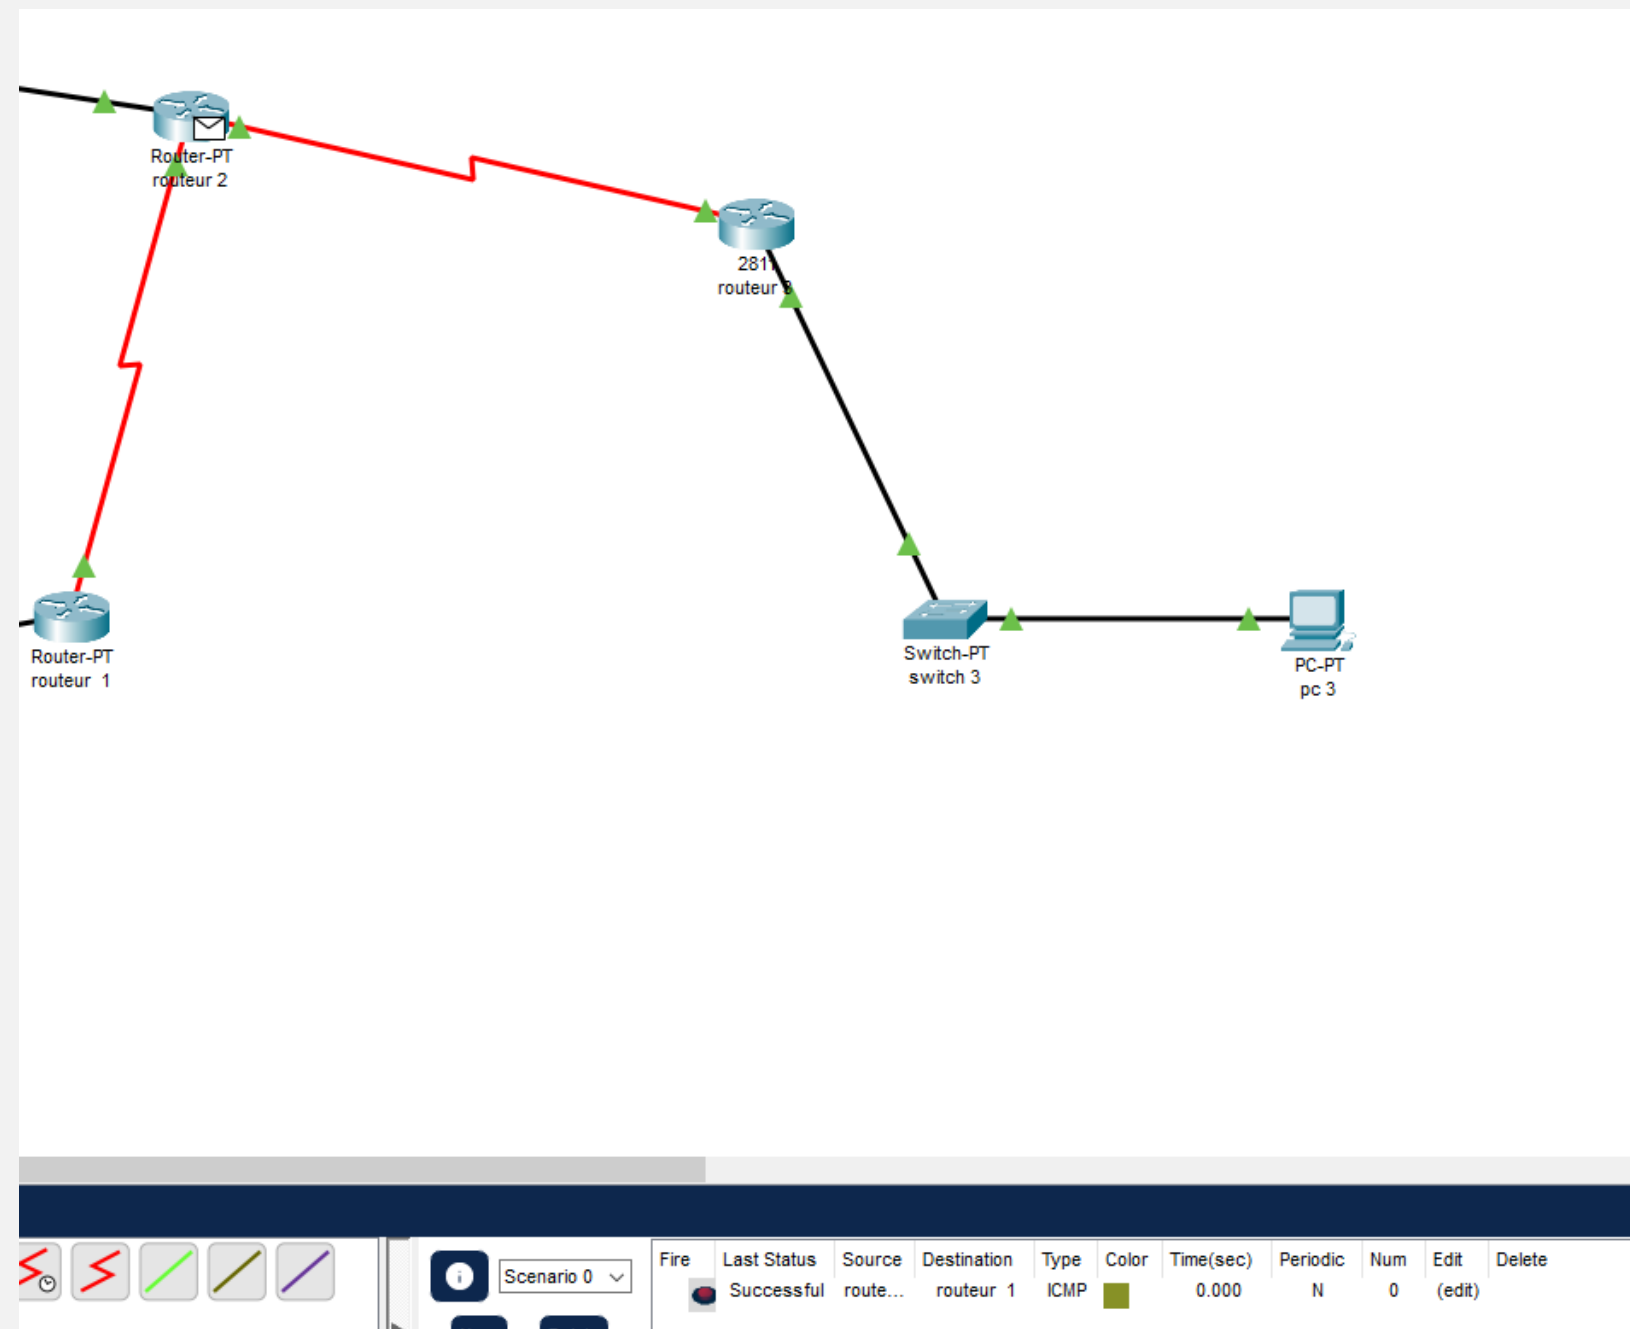 Router-PT
routeur 2
2811
routeur 3
Router-PT
routeur 1
Switch-PT
switch 3
PC-PT
pc 3
Scenario 0
Fire Last Status Source Destination Type Color Time(sec) Periodic Num Edit Delete
Successful route... routeur 1 ICMP 0.000 N 0 (edit)